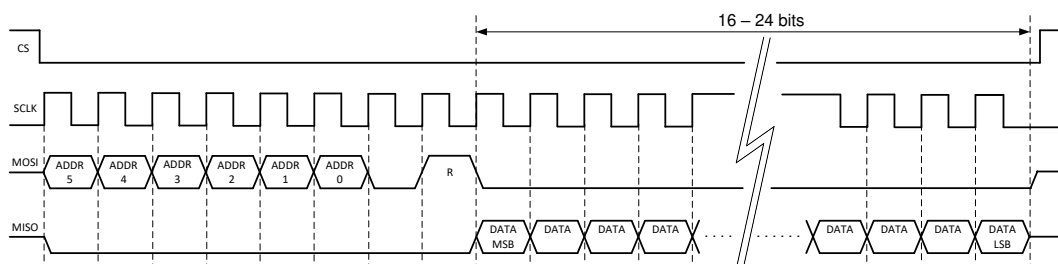 16 – 24 bits
CS
SCLK
MOSI
ADDR
5
ADDR
4
ADDR
3
ADDR
2
ADDR
1
ADDR
0
R
MISO
DATA
MSB
DATA
DATA
DATA
DATA
DATA
DATA
DATA
LSB